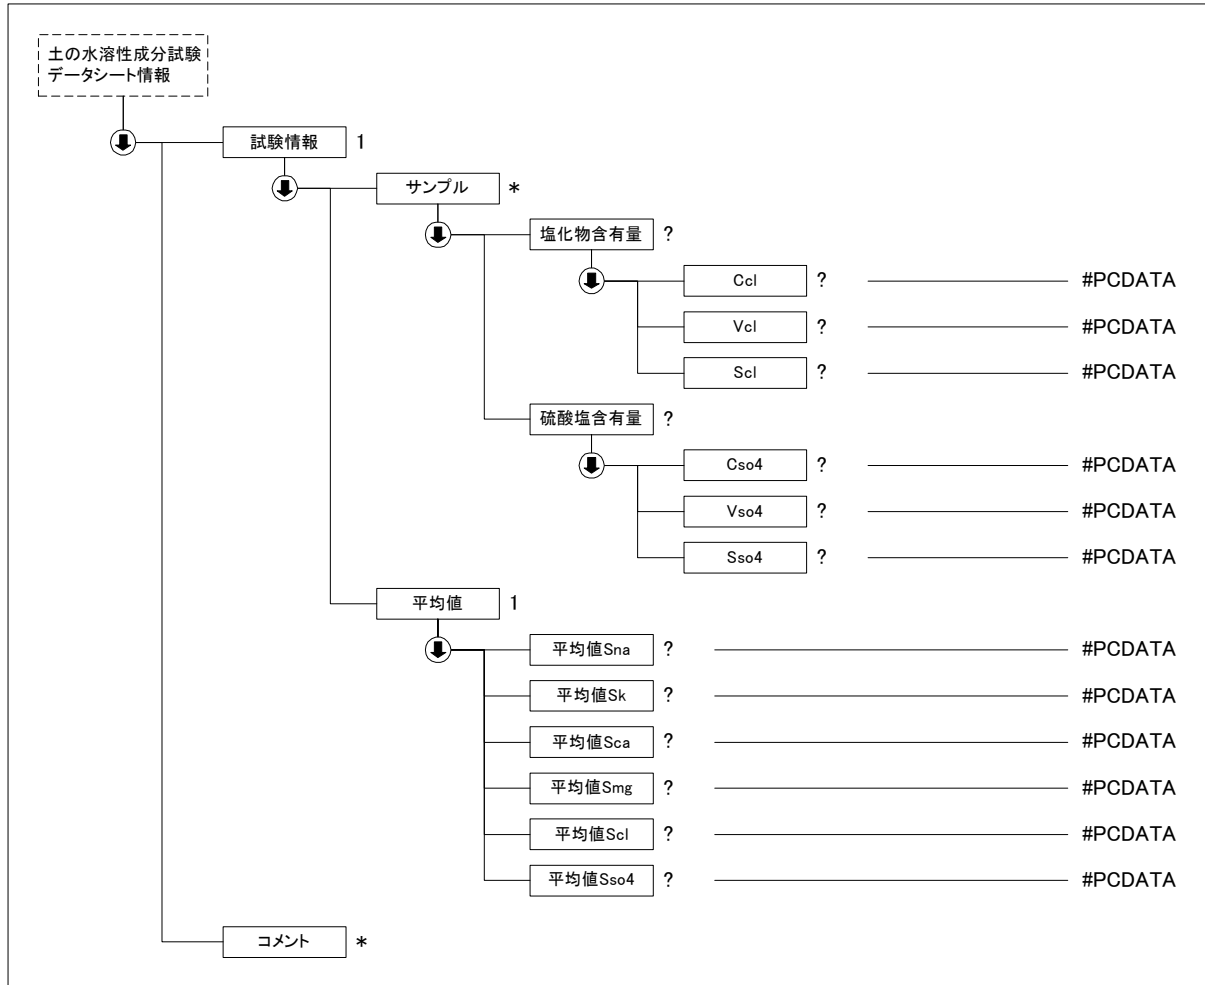 土の水溶性成分試験
データシート情報
試験情報 1
サンプル *
塩化物含有量 ?
Ccl ? #PCDATA
Vcl ? #PCDATA
Scl ? #PCDATA
硫酸塩含有量 ?
Cso4 ? #PCDATA
Vso4 ? #PCDATA
Sso4 ? #PCDATA
平均値 1
平均値Sna ? #PCDATA
平均値Sk ? #PCDATA
平均値Sca ? #PCDATA
平均値Smg ? #PCDATA
平均値Scl ? #PCDATA
平均値Sso4 ? #PCDATA
コメント *